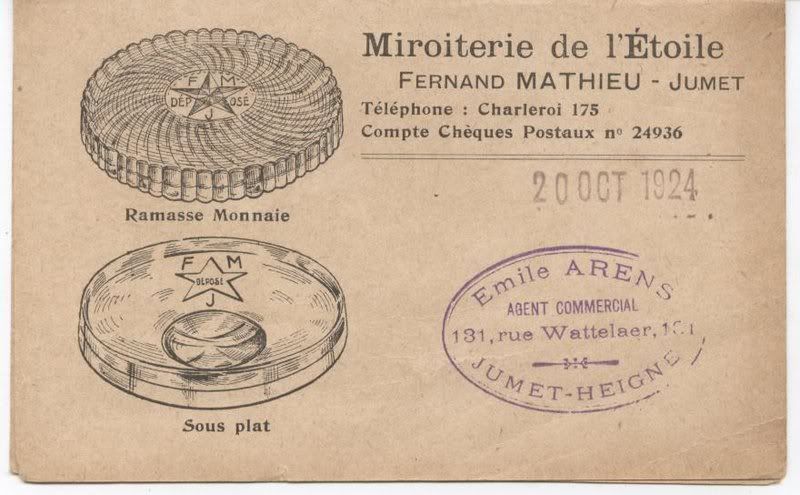 Miroiterie de l'Étoile
FERNAND MATHIEU - JUMET
Téléphone : Charleroi 175
Compte Chèques Postaux nº 24936
F M
DÉPOSÉ
J
Ramasse Monnaie
20 OCT 1924
F M
DÉPOSÉ
J
Sous plat
Emile ARENS
AGENT COMMERCIAL
131, rue Wattelaer, 131
JUMET-HEIGNE